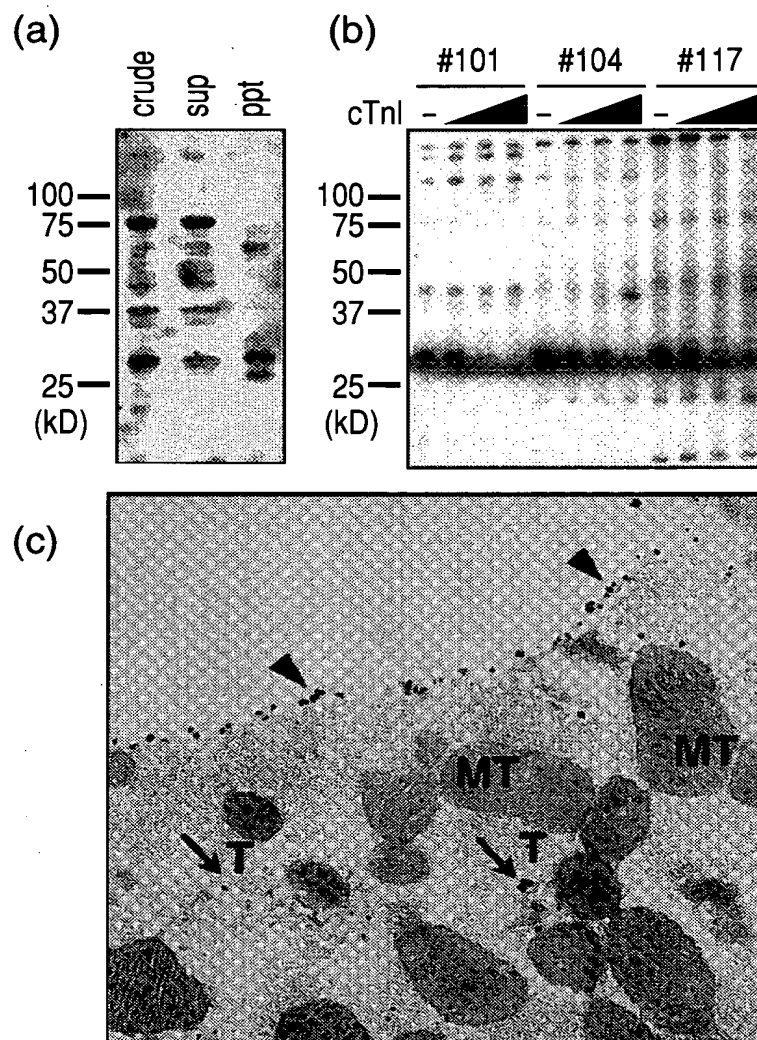 (a)
crude sup ppt
100
75
50
37
25
(kD)
(b)
#101 #104 #117
cTnI – – –
100
75
50
37
25
(kD)
(c)
MT MT
T T